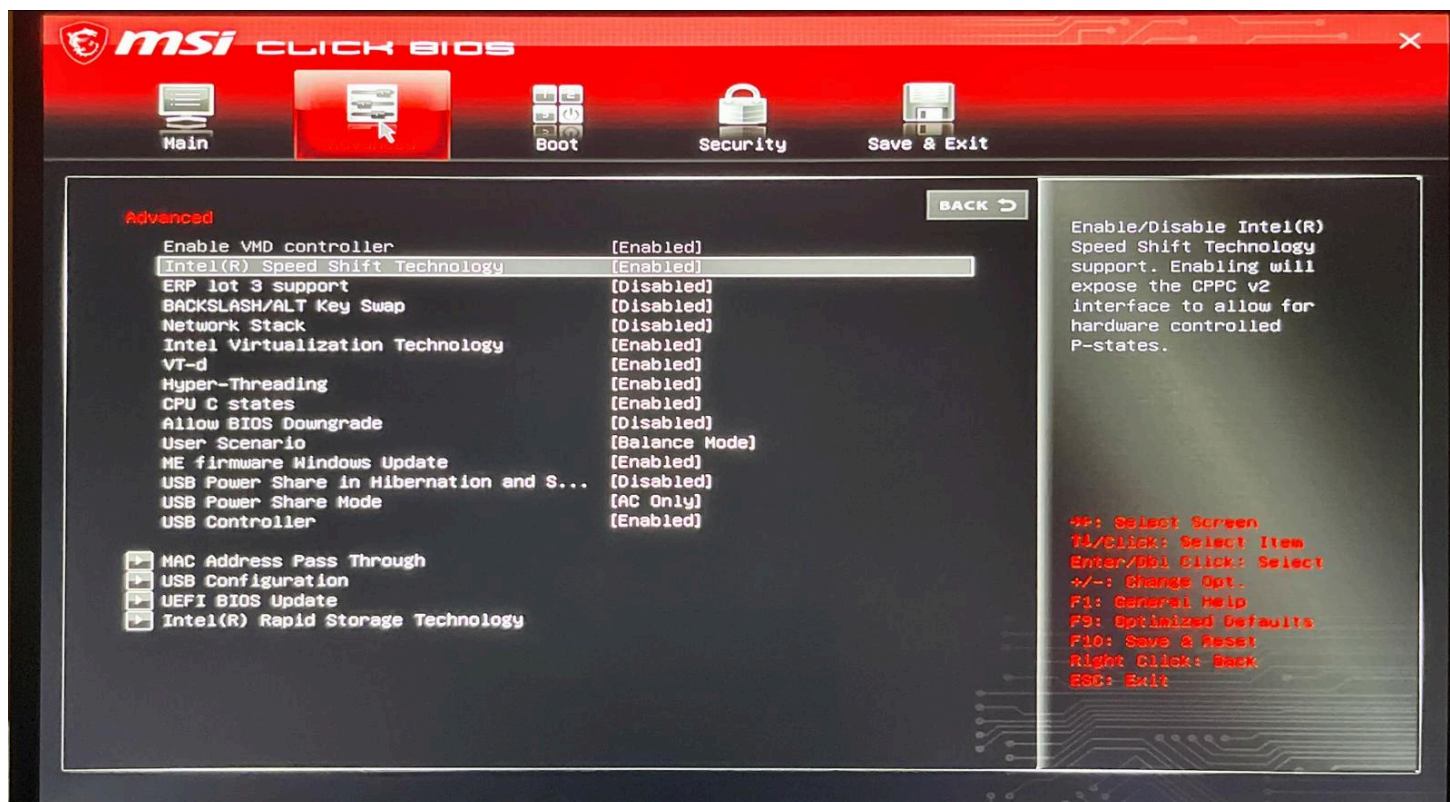 msi CLICK BIOS
Main
Boot
Security
Save & Exit
BACK
Advanced
Enable VMD controller [Enabled]
Intel(R) Speed Shift Technology [Enabled]
ERP lot 3 support [Disabled]
BACKSLASH/ALT Key Swap [Disabled]
Network Stack [Disabled]
Intel Virtualization Technology [Enabled]
VT-d [Enabled]
Hyper-Threading [Enabled]
CPU C states [Enabled]
Allow BIOS Downgrade [Disabled]
User Scenario [Balance Mode]
ME firmware Windows Update [Enabled]
USB Power Share in Hibernation and S... [Disabled]
USB Power Share Mode [AC Only]
USB Controller [Enabled]
MAC Address Pass Through
USB Configuration
UEFI BIOS Update
Intel(R) Rapid Storage Technology
Enable/Disable Intel(R)
Speed Shift Technology
support. Enabling will
expose the CPPC v2
interface to allow for
hardware controlled
P-states.
: Select Screen
↑↓/Click: Select Item
Enter/Dbl Click: Select
+/-: Change Opt.
F1: General Help
F9: Optimized Defaults
F10: Save & Reset
Right Click: Back
ESC: Exit